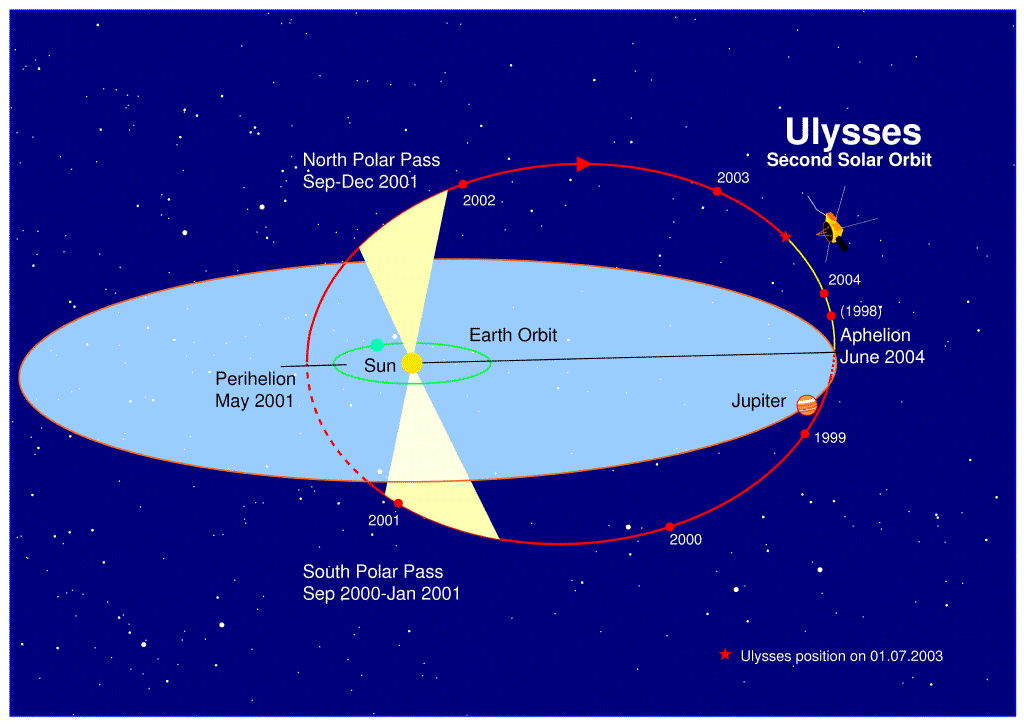 Ulysses
Second Solar Orbit
North Polar Pass
Sep-Dec 2001
2002
2003
2004
(1998)
Aphelion
June 2004
Earth Orbit
Sun
Perihelion
May 2001
Jupiter
1999
2001
2000
South Polar Pass
Sep 2000-Jan 2001
Ulysses position on 01.07.2003